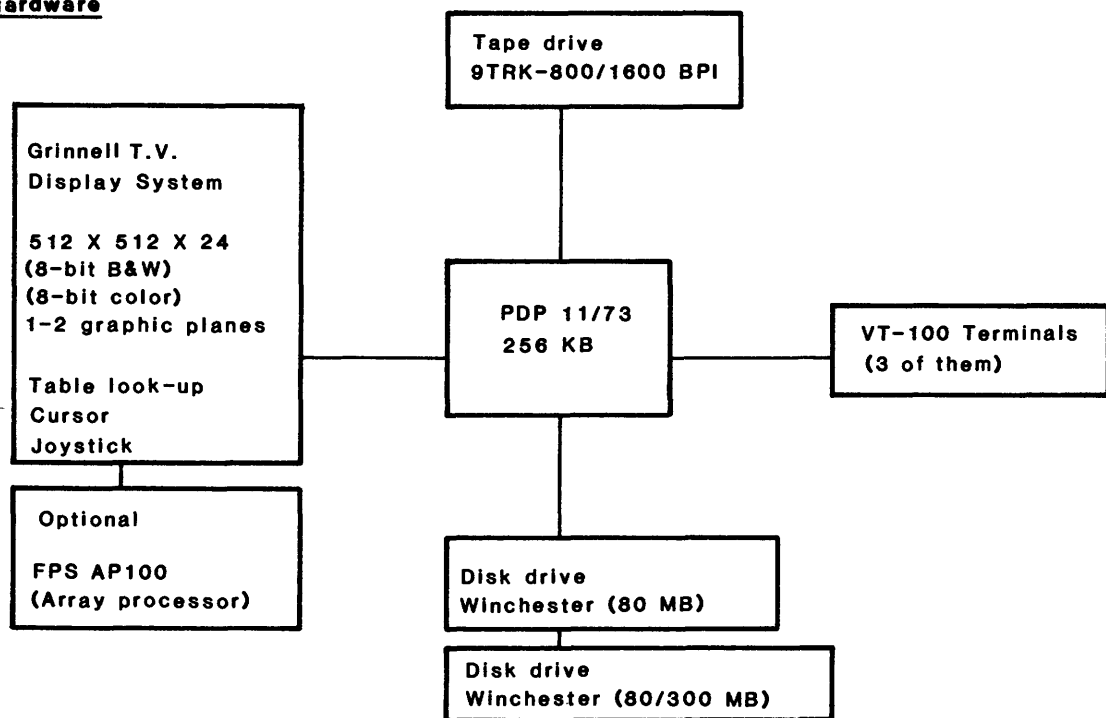 Hardware
Tape drive
9TRK-800/1600 BPI
Grinnell T.V.
Display System
512 X 512 X 24
(8-bit B&W)
(8-bit color)
1-2 graphic planes
Table look-up
Cursor
Joystick
PDP 11/73
256 KB
VT-100 Terminals
(3 of them)
Optional
FPS AP100
(Array processor)
Disk drive
Winchester (80 MB)
Disk drive
Winchester (80/300 MB)